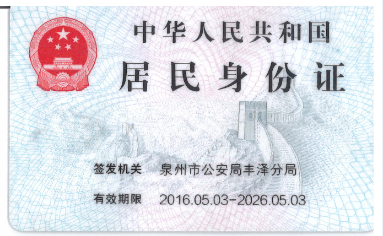 中华人民共和国
居民身份证
签发机关 泉州市公安局丰泽分局
有效期限 2016.05.03-2026.05.03